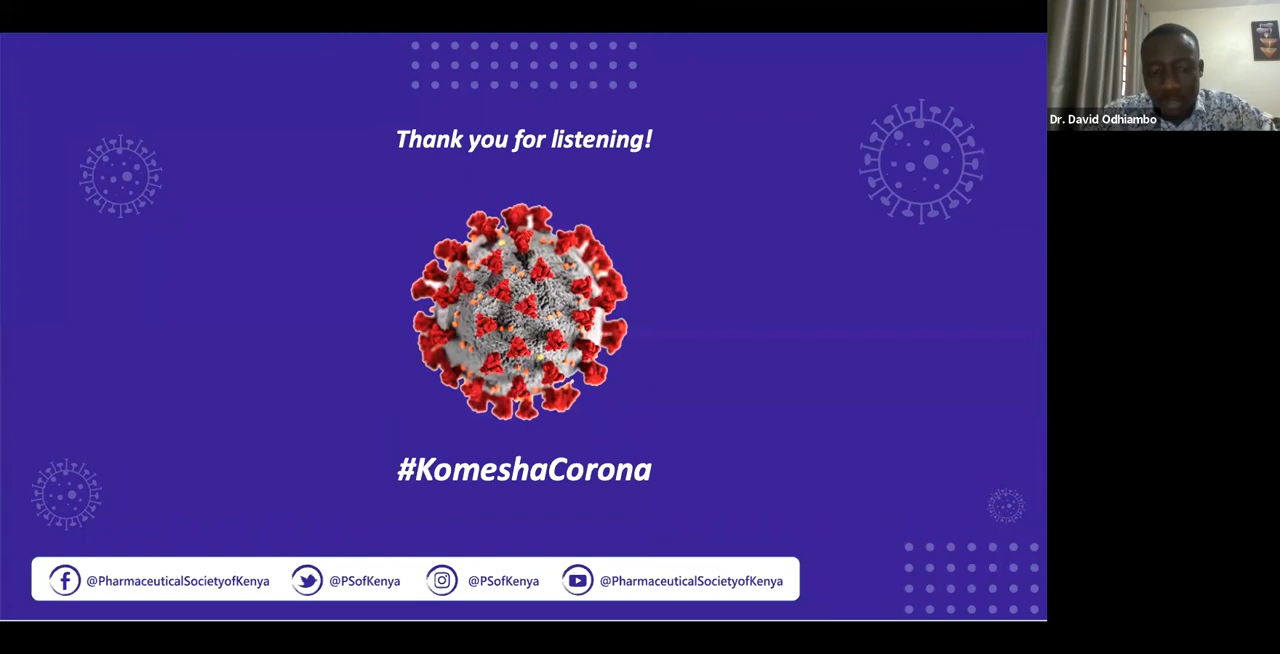 Thank you for listening!
Dr. David Odhiambo
#KomeshaCorona
@PharmaceuticalSocietyofKenya @PSofKenya @PSofKenya @PharmaceuticalSocietyofKenya